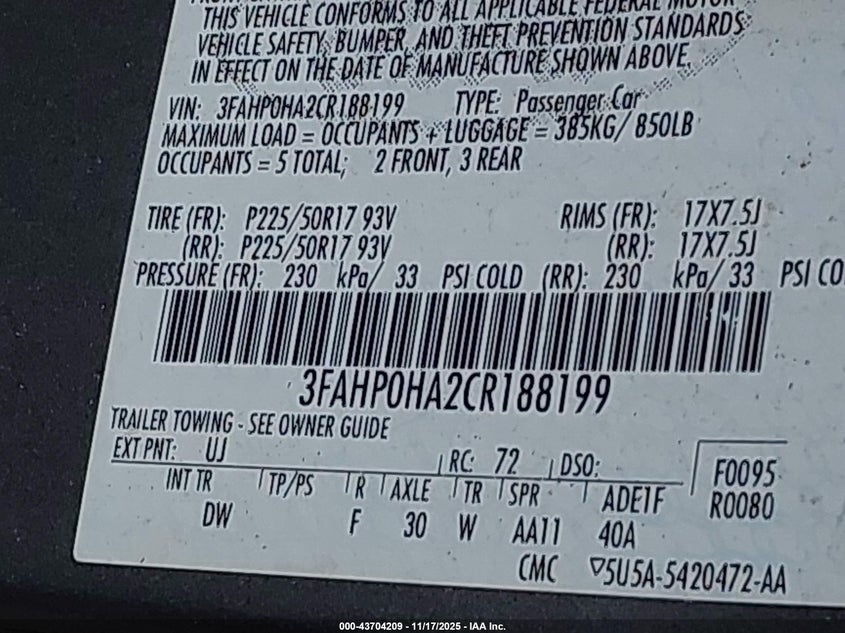 THIS VEHICLE CONFORMS TO ALL APPLICABLE FEDERAL MOTOR
VEHICLE SAFETY, BUMPER, AND THEFT PREVENTION STANDARDS
IN EFFECT ON THE DATE OF MANUFACTURE SHOWN ABOVE.
VIN: 3FAHP0HA2CR188199 TYPE: Passenger Car
MAXIMUM LOAD = OCCUPANTS + LUGGAGE = 385KG/ 850LB
OCCUPANTS = 5 TOTAL; 2 FRONT, 3 REAR
TIRE (FR): P225/50R17 93V RIMS (FR): 17X7.5J
(RR): P225/50R17 93V (RR): 17X7.5J
PRESSURE (FR): 230 kPa/ 33 PSI COLD (RR): 230 kPa/ 33 PSI CO
3FAHP0HA2CR188199
TRAILER TOWING - SEE OWNER GUIDE
EXT PNT: UJ RC: 72 DSO: F0095
INT TR TP/PS R AXLE TR SPR ADE1F R0080
DW F 30 W AA11 40A
CMC ▽5U5A-5420472-AA
000-43704209 - 11/17/2025 - IAA Inc.